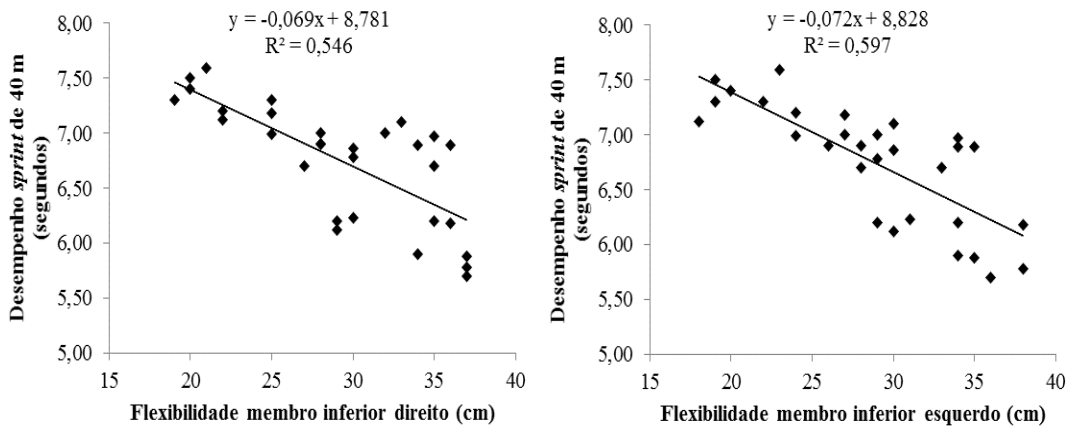 y = -0,069x + 8,781
R² = 0,546
8,00
7,50
7,00
6,50
6,00
5,50
5,00
15 20 25 30 35 40
Desempenho sprint de 40 m
(segundos)
Flexibilidade membro inferior direito (cm)
y = -0,072x + 8,828
R² = 0,597
8,00
7,50
7,00
6,50
6,00
5,50
5,00
15 20 25 30 35 40
Desempenho sprint de 40 m
(segundos)
Flexibilidade membro inferior esquerdo (cm)